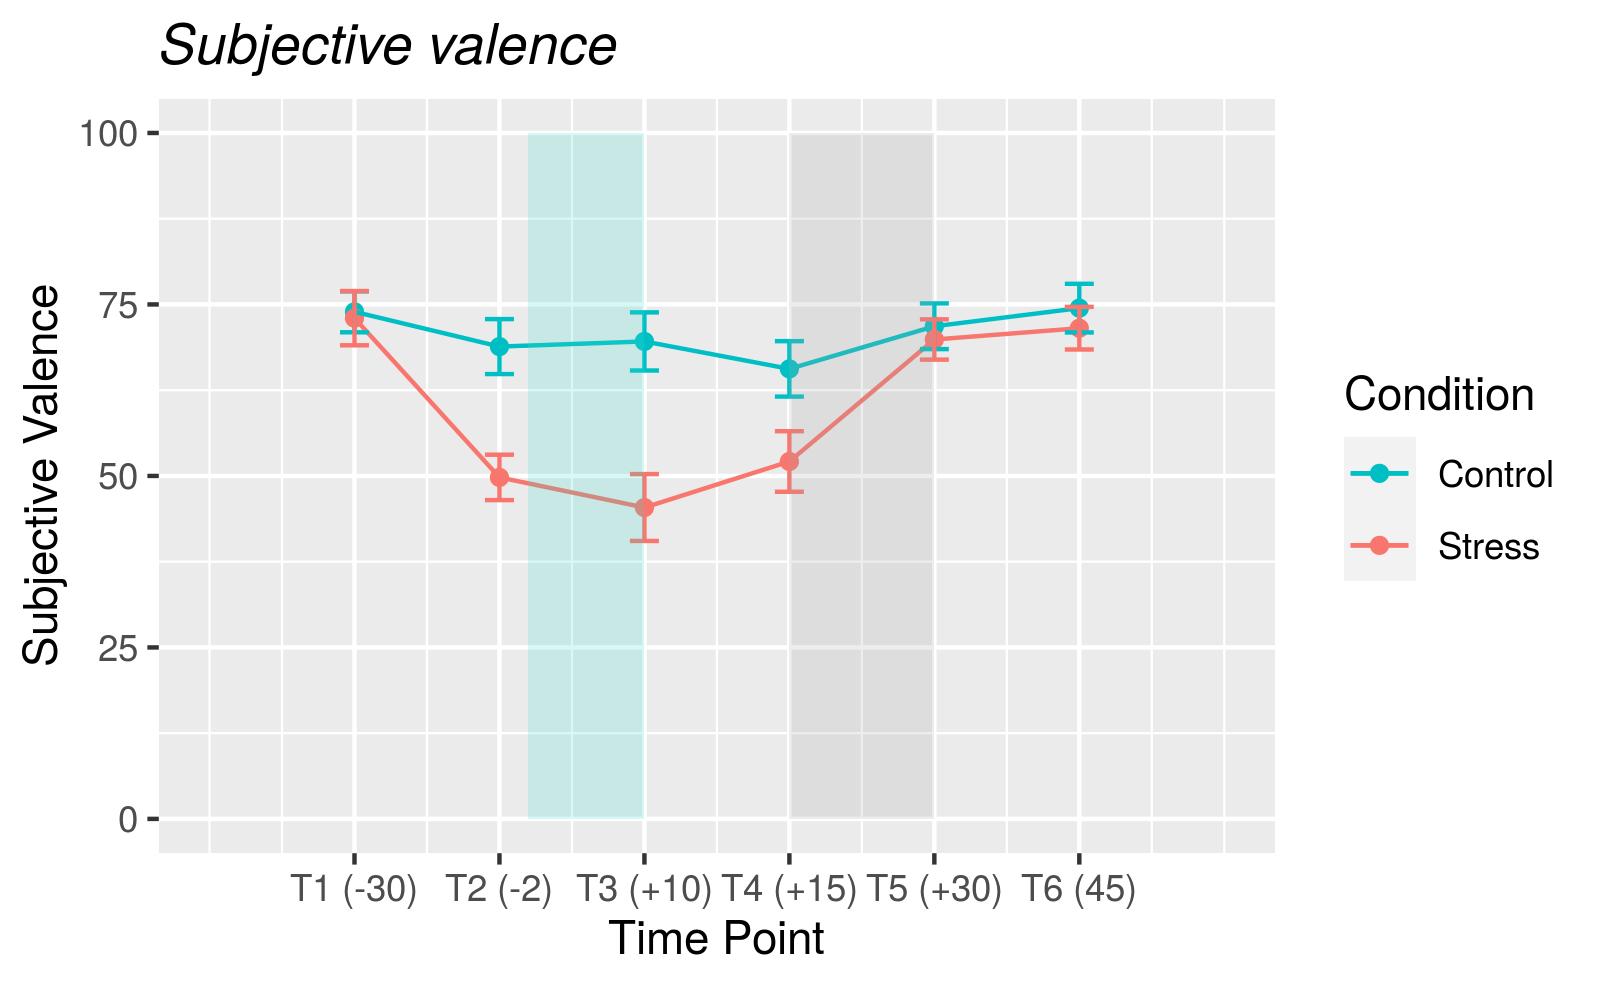 Subjective valence
100
75
50
25
0
Subjective Valence
T1 (-30) T2 (-2) T3 (+10) T4 (+15) T5 (+30) T6 (45)
Time Point
Condition
Control
Stress